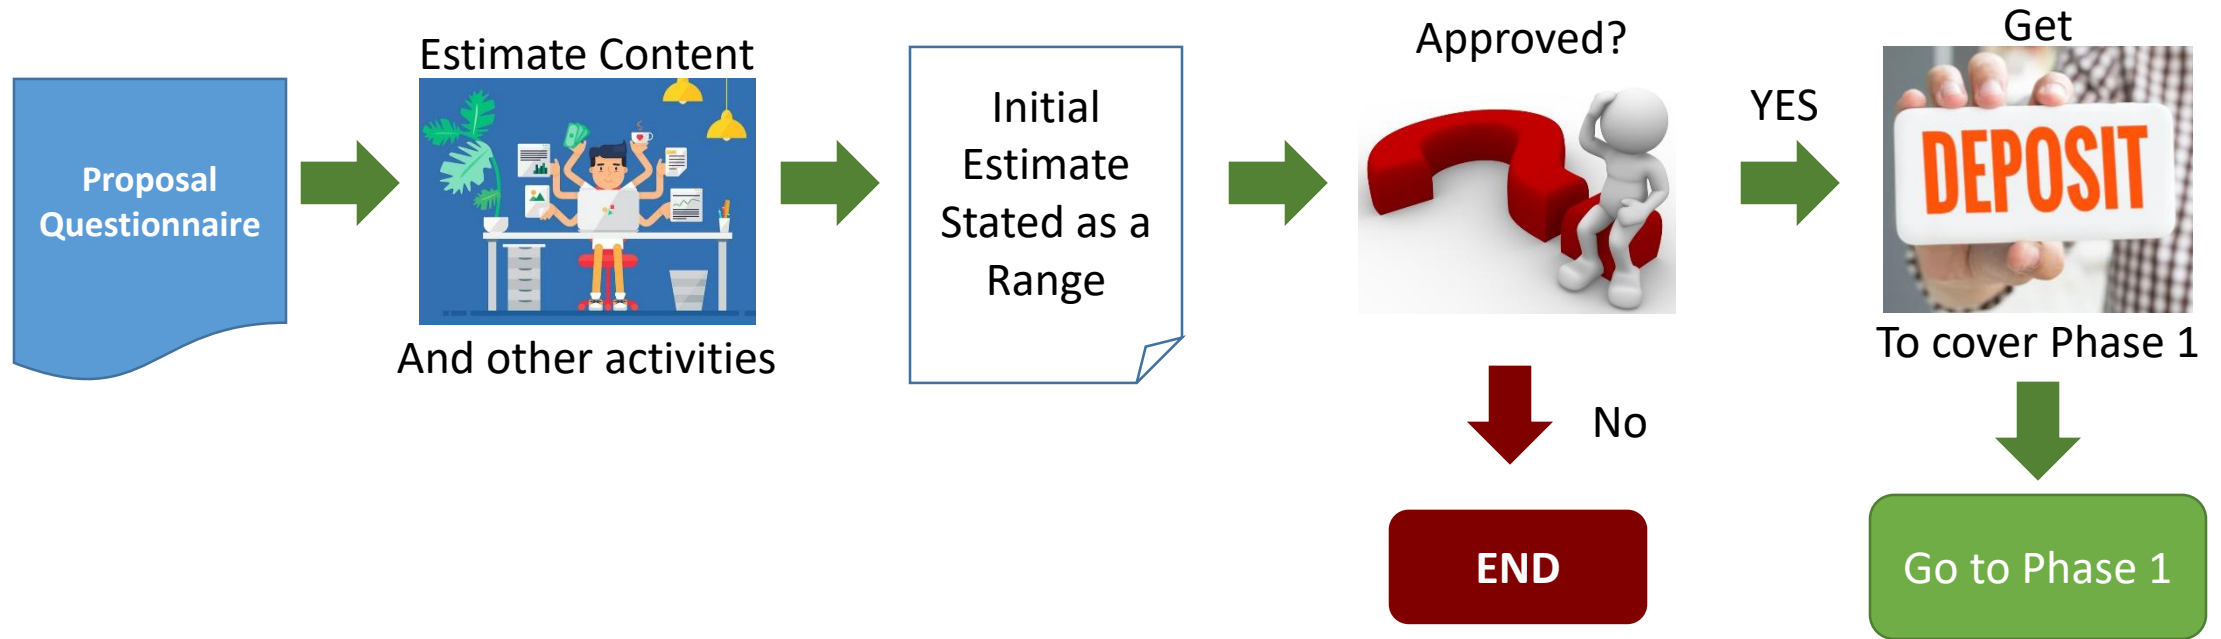 Proposal
Questionnaire
Estimate Content
And other activities
Initial
Estimate
Stated as a
Range
Approved?
YES
No
END
Get
DEPOSIT
To cover Phase 1
Go to Phase 1